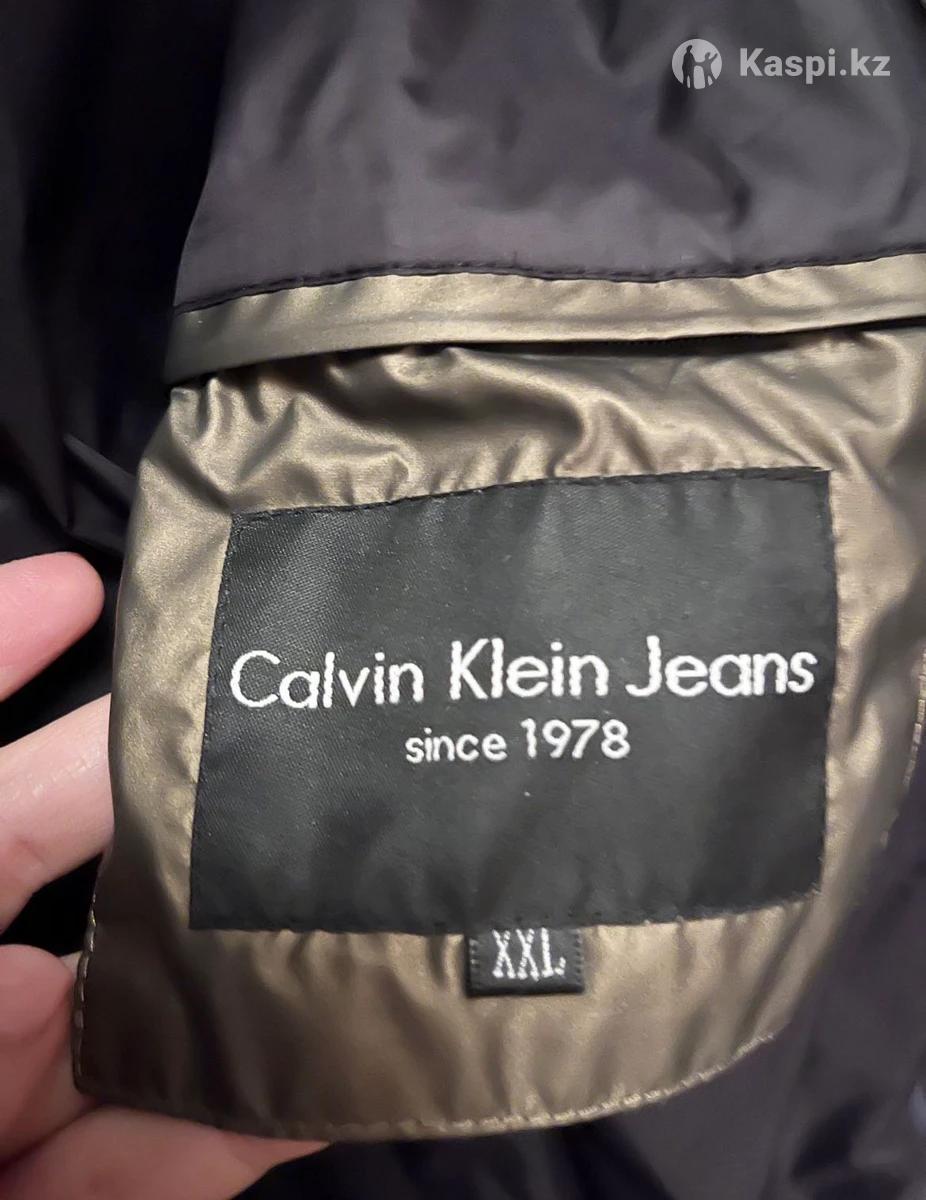 Kaspi.kz
Calvin Klein Jeans
since 1978
XXL